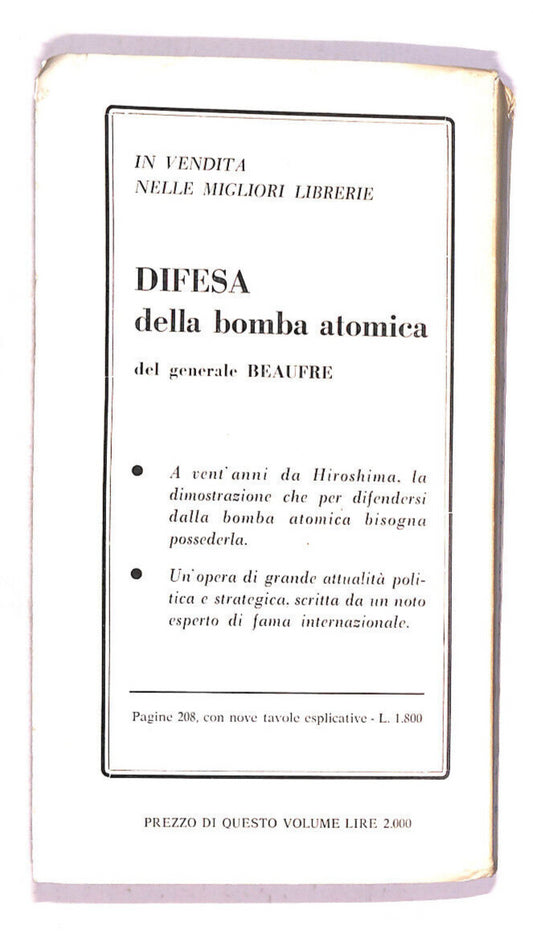 IN VENDITA
NELLE MIGLIORI LIBRERIE
DIFESA
della bomba atomica
del generale BEAUFRE
● A vent'anni da Hiroshima, la
dimostrazione che per difendersi
dalla bomba atomica bisogna
possederla.
● Un'opera di grande attualità poli-
tica e strategica, scritta da un noto
esperto di fama internazionale.
Pagine 208, con nove tavole esplicative - L. 1.800
PREZZO DI QUESTO VOLUME LIRE 2.000